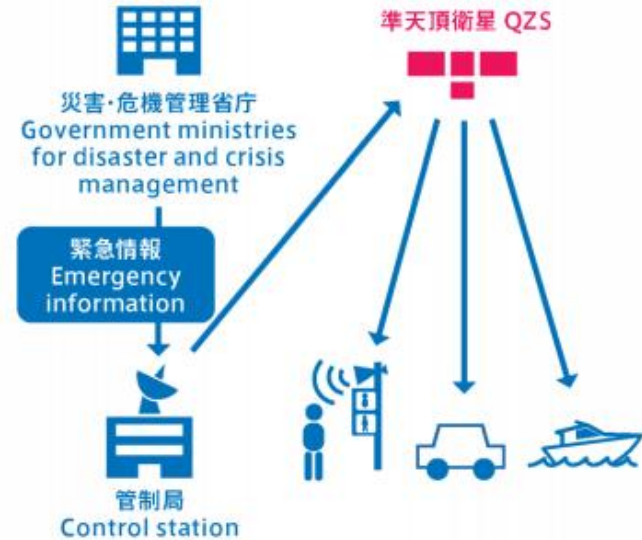 災害・危機管理省庁
Government ministries
for disaster and crisis
management
緊急情報
Emergency
information
管制局
Control station
準天頂衛星 QZS